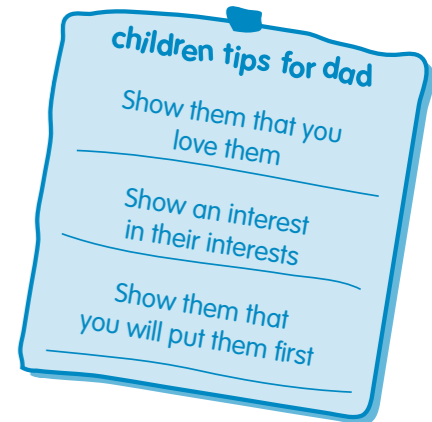 children tips for dad
Show them that you
love them
Show an interest
in their interests
Show them that
you will put them first